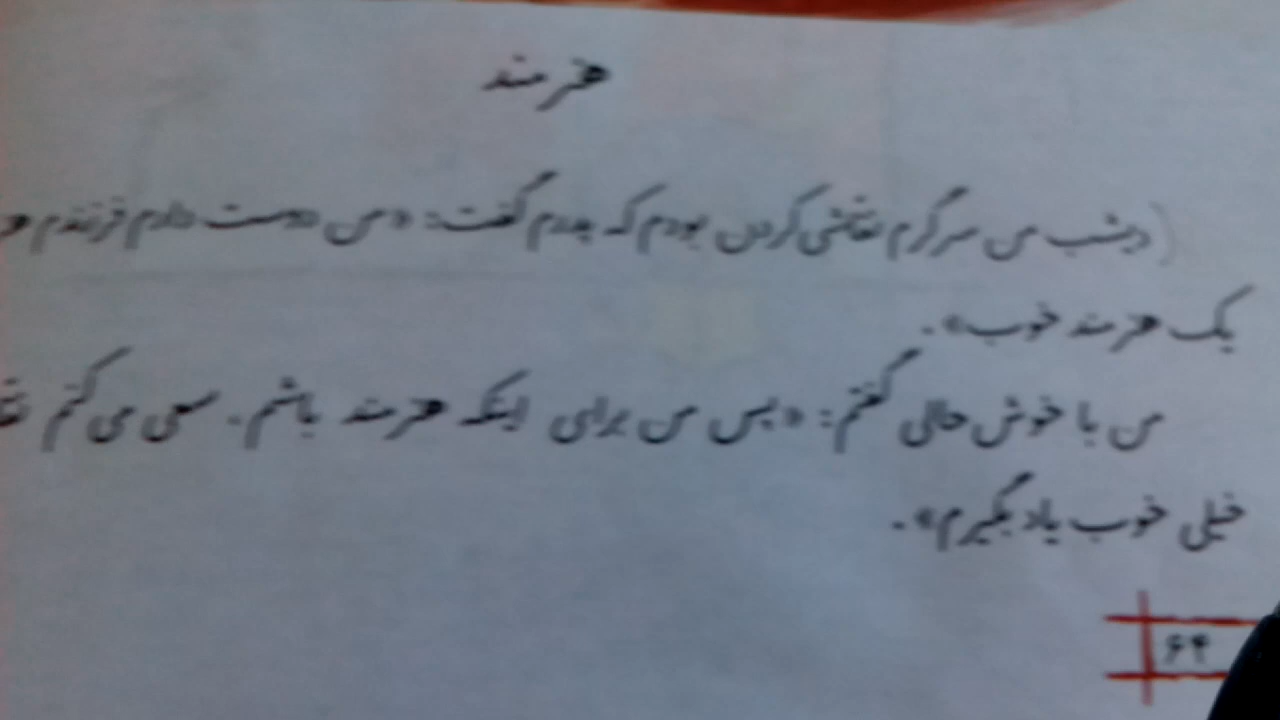 هنرمند
دیشب من سرگرم نقاشی کردن بودم که پدرم گفت: «من دوست دارم فرزندم
یک هنرمند خوب».
من با خوش حالی گفتم: «پس من برای اینکه هنرمند باشم. سعی می کنم
خیلی خوب یاد بگیرم».
۶۴